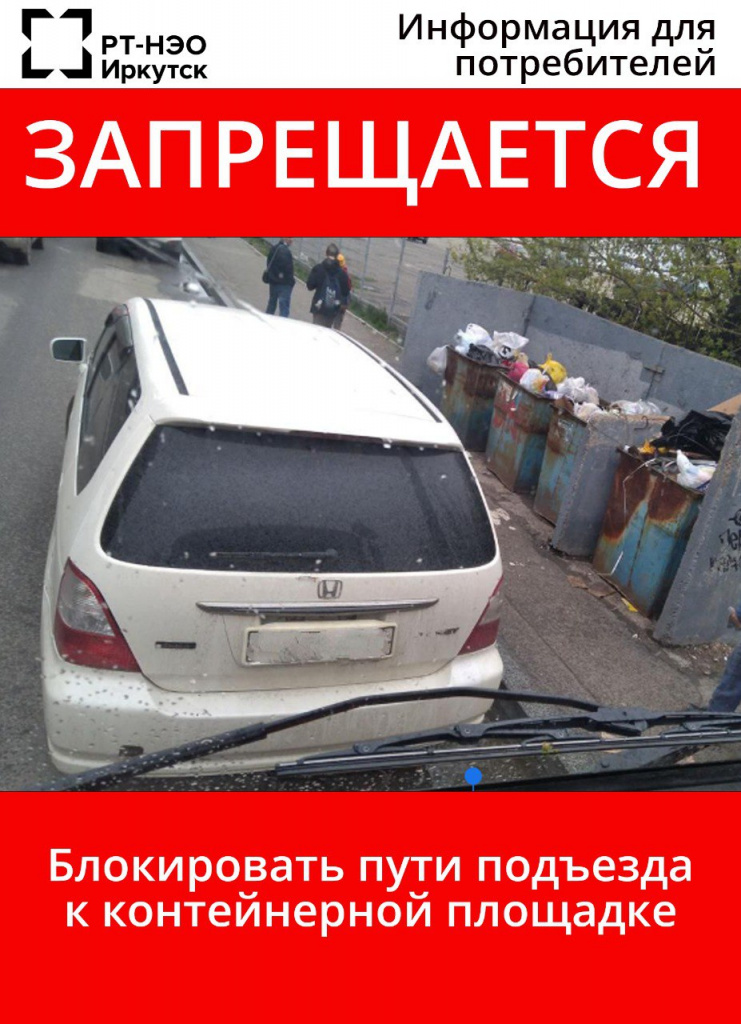 РТ-НЭО
Иркутск
Информация для
потребителей
ЗАПРЕЩАЕТСЯ
Блокировать пути подъезда
к контейнерной площадке